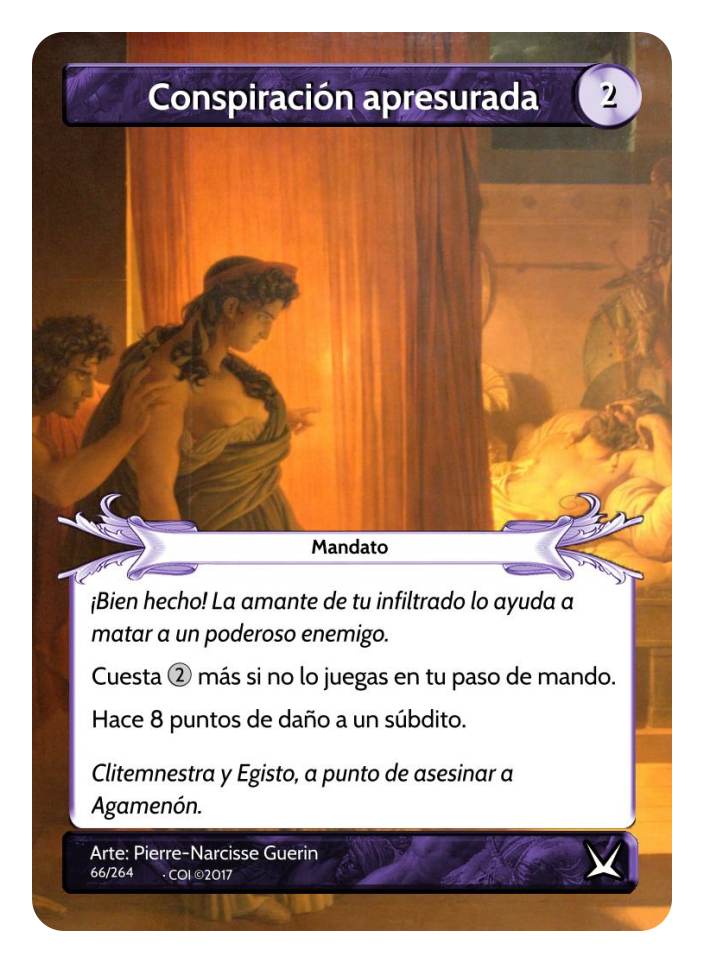 Conspiración apresurada
2
Mandato
¡Bien hecho! La amante de tu infiltrado lo ayuda a
matar a un poderoso enemigo.
Cuesta 2 más si no lo juegas en tu paso de mando.
Hace 8 puntos de daño a un súbdito.
Clitemnestra y Egisto, a punto de asesinar a
Agamenón.
Arte: Pierre-Narcisse Guerin
66/264 · COI ©2017